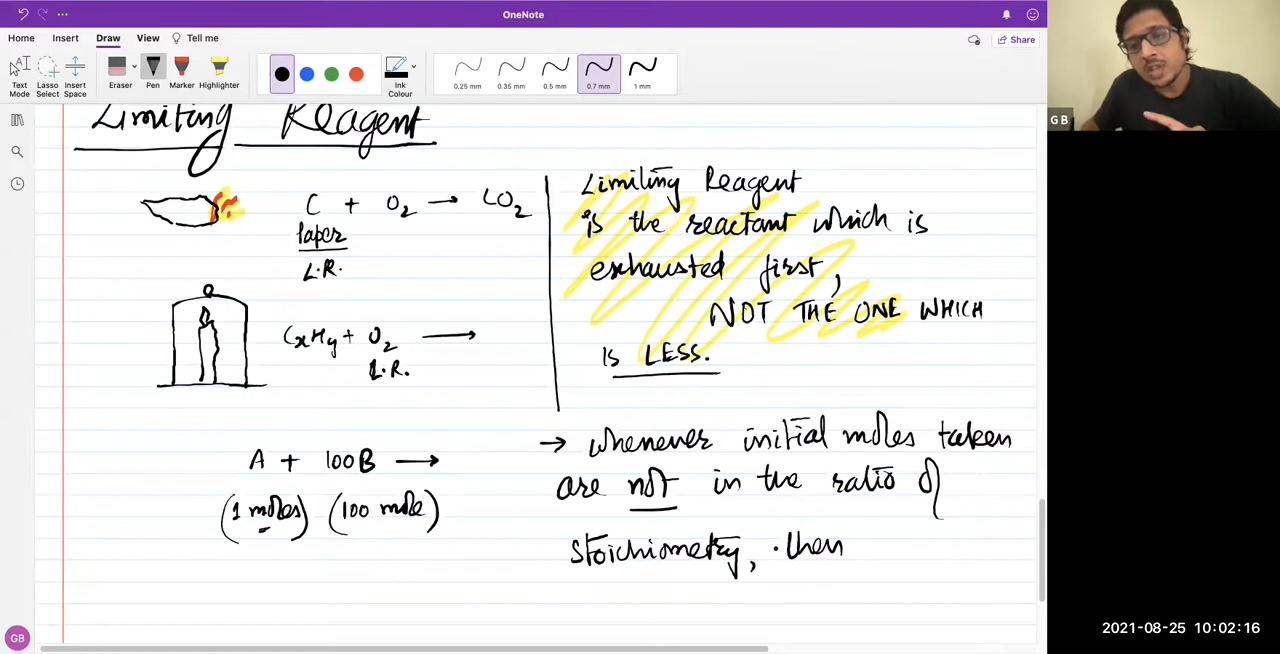 OneNote
Home Insert Draw View Tell me
Share
Text Mode
Lasso Select
Insert Space
Eraser
Pen
Marker
Highlighter
Ink Colour
0.25 mm
0.35 mm
0.5 mm
0.7 mm
1 mm
GB
Limiting Reagent
C + O2 → CO2
Paper
L.R.
CxHy + O2 →
L.R.
A + 100B →
(1 moles) (100 mole)
Limiting Reagent
is the reactant which is
exhausted first,
NOT THE ONE WHICH
is LESS.
→ whenever initial moles taken
are not in the ratio of
stoichiometry, then
GB
2021-08-25 10:02:16